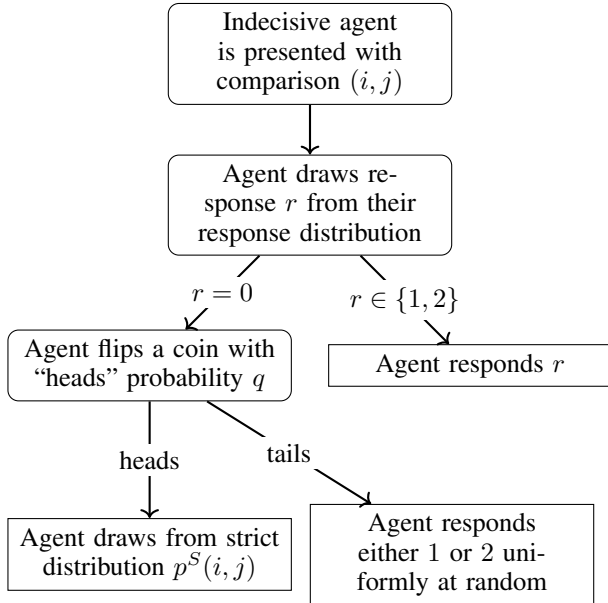 Indecisive agent
is presented with
comparison (i, j)
Agent draws re-
sponse r from their
response distribution
r = 0
r ∈ {1, 2}
Agent flips a coin with
“heads” probability q
Agent responds r
heads
tails
Agent draws from strict
distribution p^S(i, j)
Agent responds
either 1 or 2 uni-
formly at random